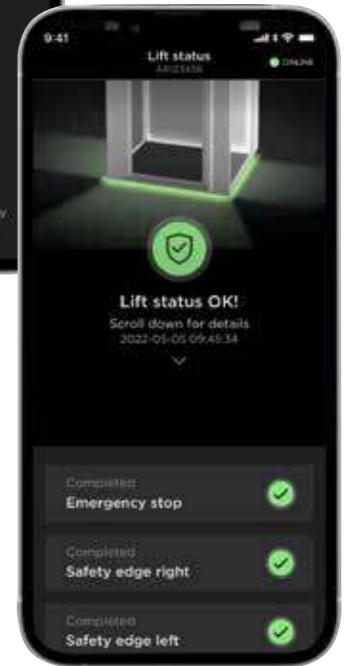 9:41
Lift status
ONLINE
Lift status OK!
Scroll down for details
2022-05-05 09:45:34
Completed
Emergency stop
Completed
Safety edge right
Completed
Safety edge left